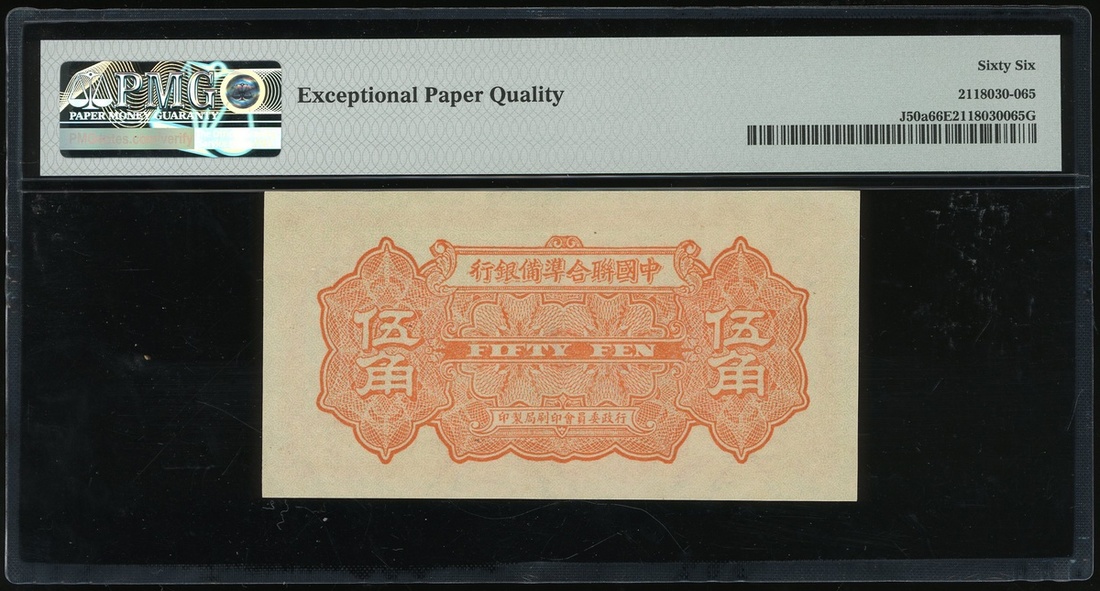 PMG
PAPER MONEY GUARANTY
Exceptional Paper Quality
Sixty Six
2118030-065
J50a66E2118030065G
行銀備準合聯國中
伍角
FIFTY FEN
伍角
印製局刷印會員委政行